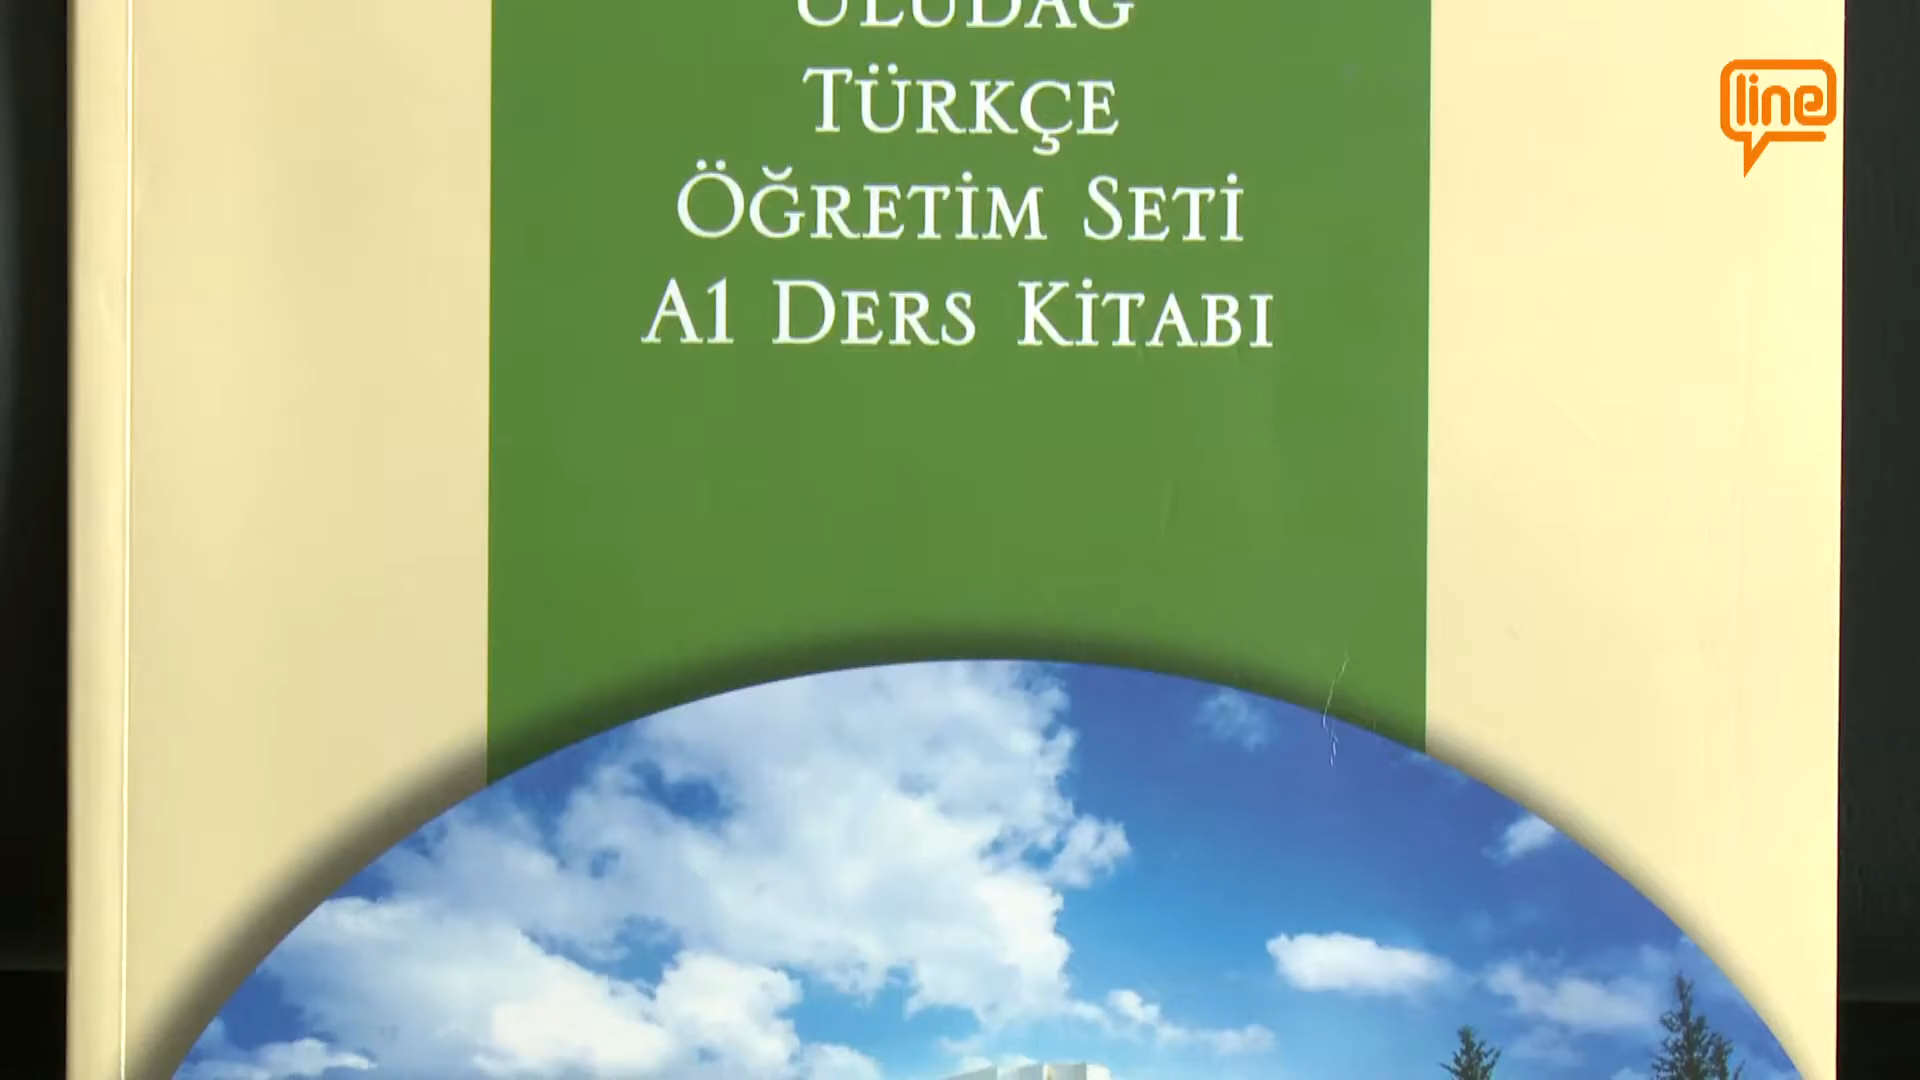 ULUDAĞ
TÜRKÇE
ÖĞRETİM SETİ
A1 DERS KİTABI
line